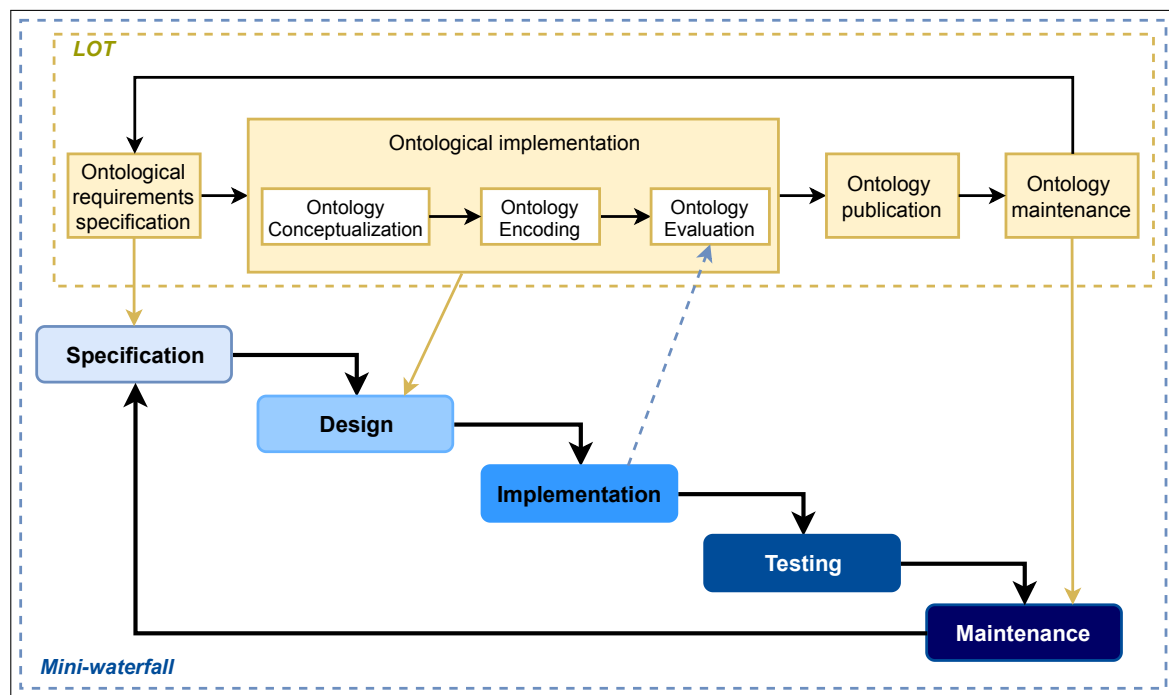 LOT
Ontological implementation
Ontological
requirements
specification
Ontology
Conceptualization
Ontology
Encoding
Ontology
Evaluation
Ontology
publication
Ontology
maintenance
Specification
Design
Implementation
Testing
Maintenance
Mini-waterfall